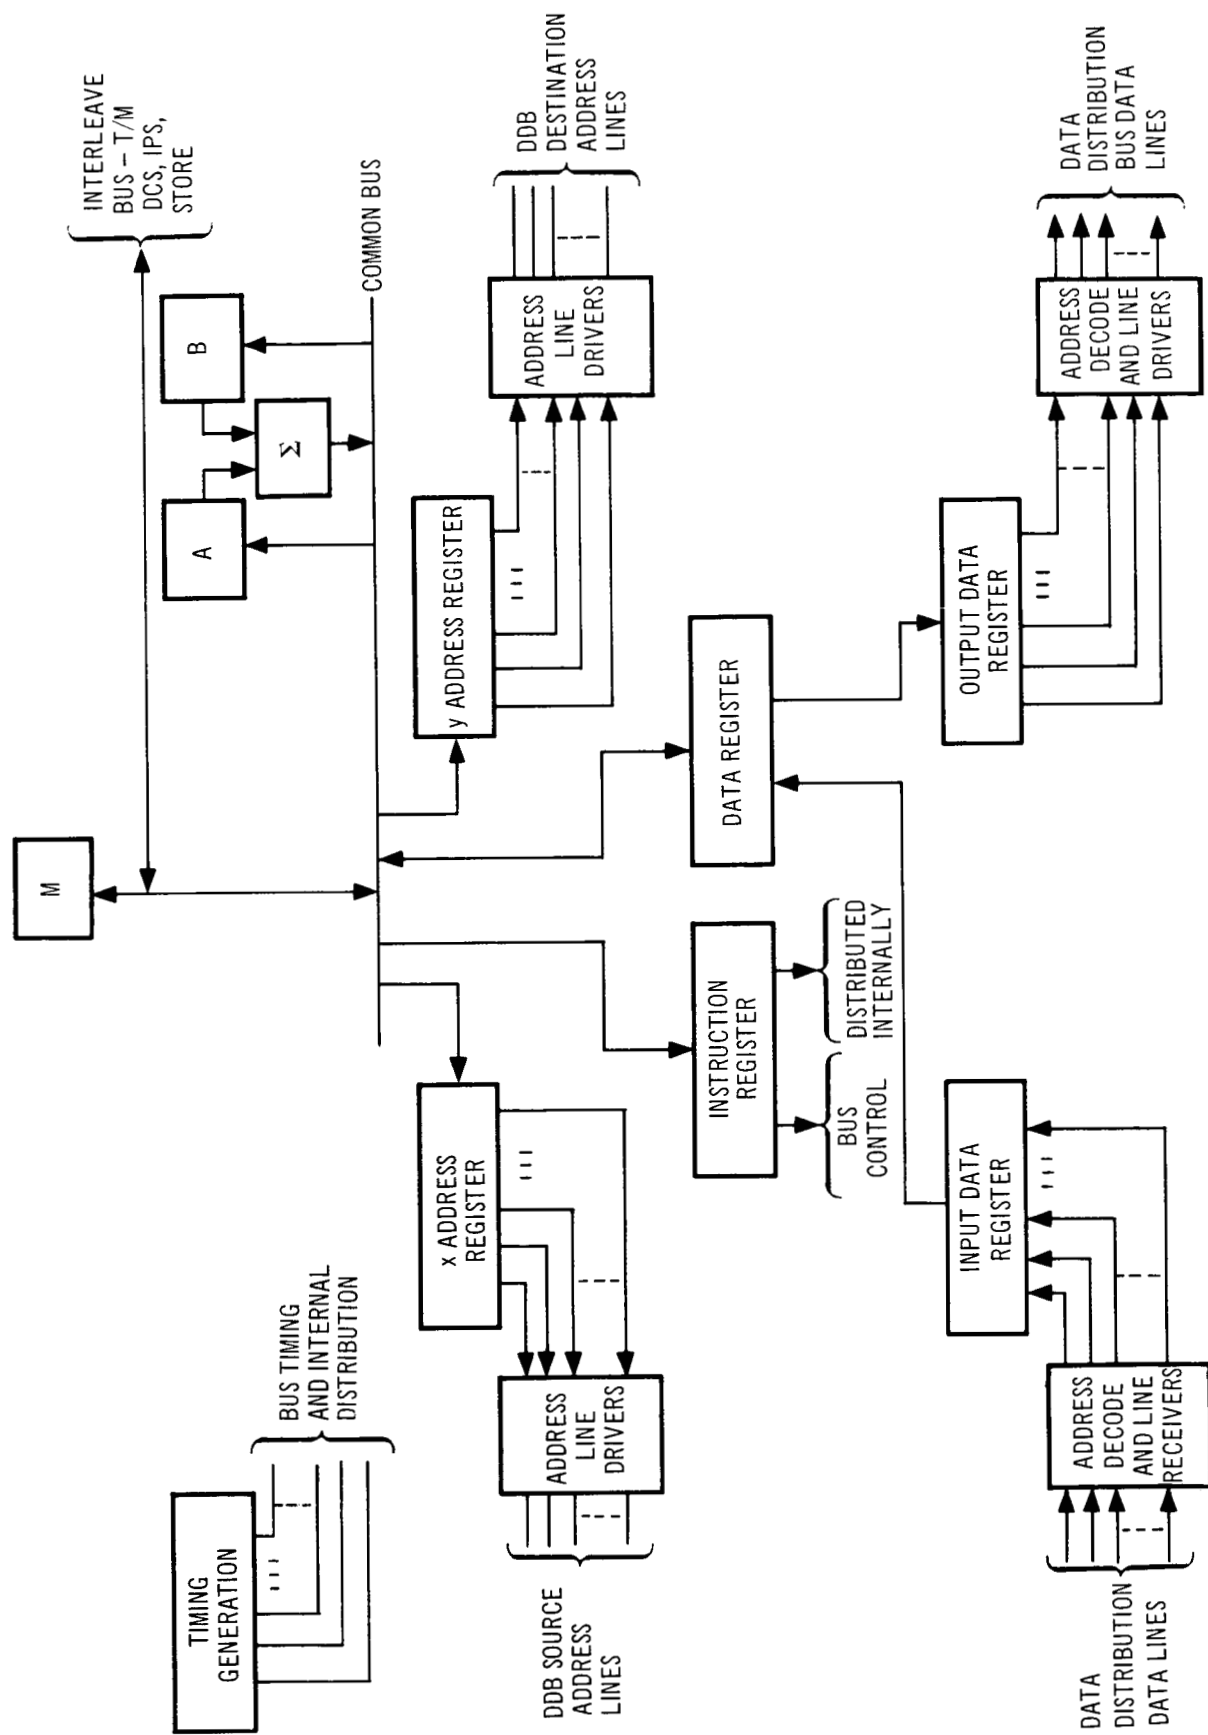 TIMING
GENERATION
BUS TIMING
AND INTERNAL
DISTRIBUTION
M
INTERLEAVE
BUS – T/M
DCS, IPS,
STORE
A
B
Σ
COMMON BUS
x ADDRESS
REGISTER
y ADDRESS REGISTER
ADDRESS
LINE
DRIVERS
DDB SOURCE
ADDRESS
LINES
ADDRESS
LINE
DRIVERS
DDB
DESTINATION
ADDRESS
LINES
INSTRUCTION
REGISTER
BUS
CONTROL
DISTRIBUTED
INTERNALLY
DATA REGISTER
INPUT DATA
REGISTER
OUTPUT DATA
REGISTER
DATA
DISTRIBUTION
DATA LINES
ADDRESS
DECODE
AND LINE
RECEIVERS
ADDRESS
DECODE
AND LINE
DRIVERS
DATA
DISTRIBUTION
BUS DATA
LINES